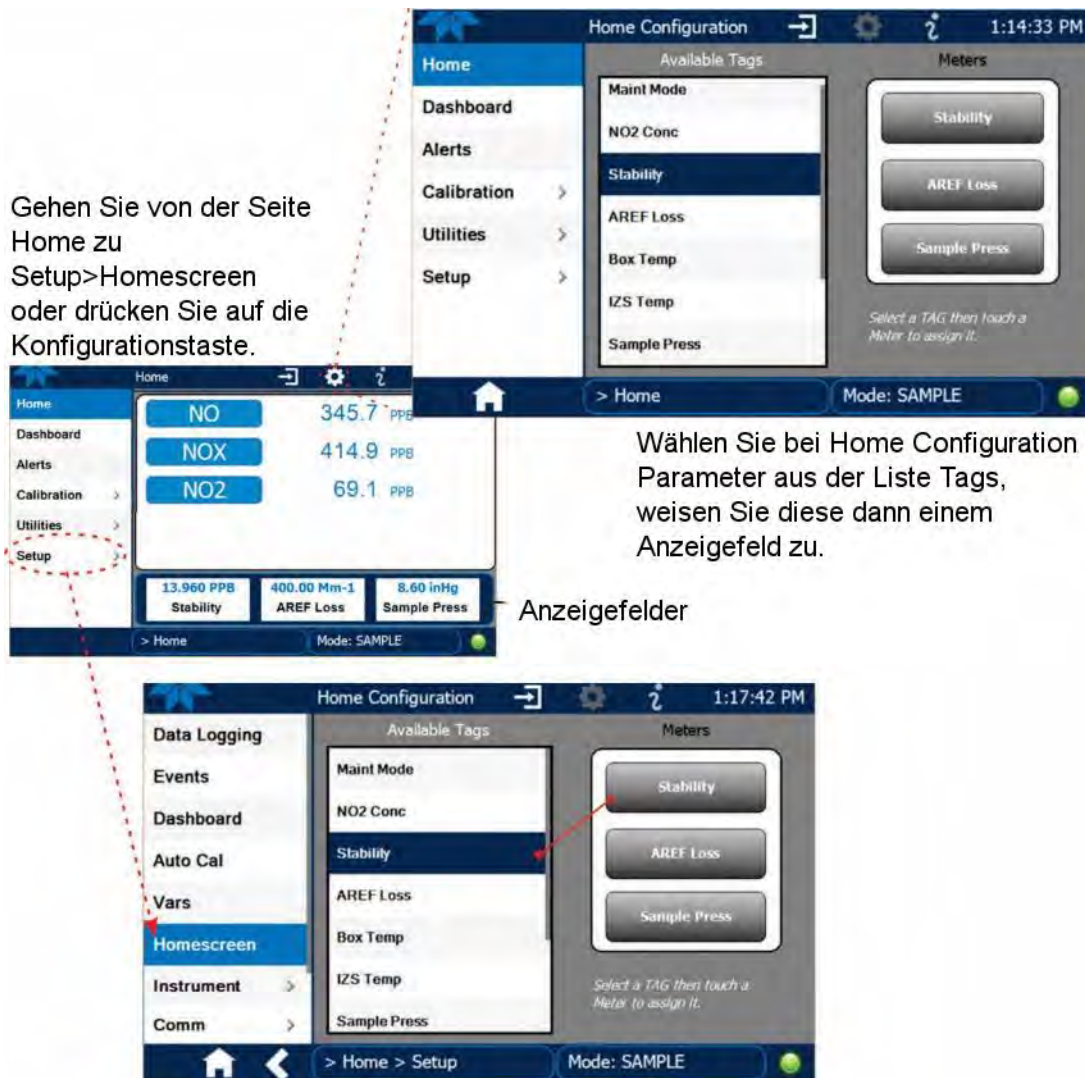 Home Configuration 1:14:33 PM
Home
Dashboard
Alerts
Calibration >
Utilities >
Setup >
Available Tags
Maint Mode
NO2 Conc
Stability
AREF Loss
Box Temp
IZS Temp
Sample Press
Meters
Stability
AREF Loss
Sample Press
Select a TAG then touch a
Meter to assign it.
> Home
Mode: SAMPLE
Gehen Sie von der Seite
Home zu
Setup>Homescreen
oder drücken Sie auf die
Konfigurationstaste.
Home
Home
Dashboard
Alerts
Calibration >
Utilities >
Setup >
NO 345.7 PPB
NOX 414.9 PPB
NO2 69.1 PPB
13.960 PPB
Stability
400.00 Mm-1
AREF Loss
8.60 inHg
Sample Press
> Home
Mode: SAMPLE
Wählen Sie bei Home Configuration
Parameter aus der Liste Tags,
weisen Sie diese dann einem
Anzeigefeld zu.
Anzeigefelder
Home Configuration 1:17:42 PM
Data Logging
Events
Dashboard
Auto Cal
Vars
Homescreen
Instrument >
Comm >
Available Tags
Maint Mode
NO2 Conc
Stability
AREF Loss
Box Temp
IZS Temp
Sample Press
Meters
Stability
AREF Loss
Sample Press
Select a TAG then touch a
Meter to assign it.
> Home > Setup
Mode: SAMPLE